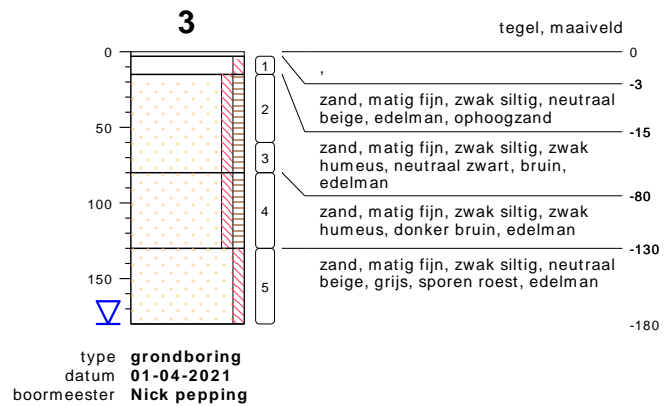 3
tegel, maaiveld
0
0
1
,
-3
zand, matig fijn, zwak siltig, neutraal
beige, edelman, ophoogzand
2
50
-15
zand, matig fijn, zwak siltig, zwak
humeus, neutraal zwart, bruin,
edelman
3
-80
100
4
zand, matig fijn, zwak siltig, zwak
humeus, donker bruin, edelman
-130
zand, matig fijn, zwak siltig, neutraal
beige, grijs, sporen roest, edelman
150
5
-180
type grondboring
datum 01-04-2021
boormeester Nick pepping